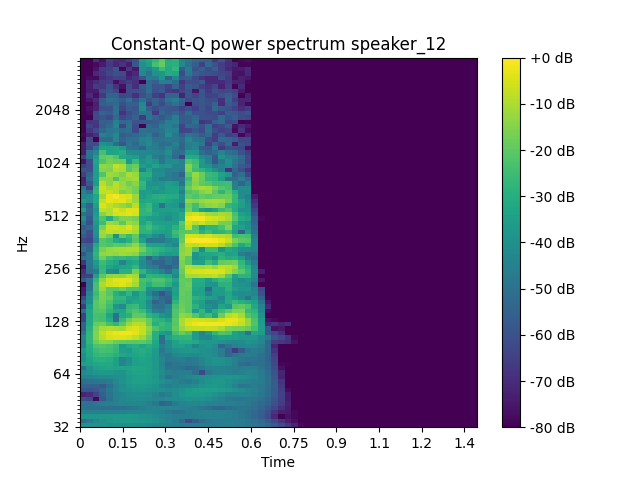 Constant-Q power spectrum speaker_12
Hz
2048
1024
512
256
128
64
32
0 0.15 0.3 0.45 0.6 0.75 0.9 1.1 1.2 1.4
Time
+0 dB
-10 dB
-20 dB
-30 dB
-40 dB
-50 dB
-60 dB
-70 dB
-80 dB